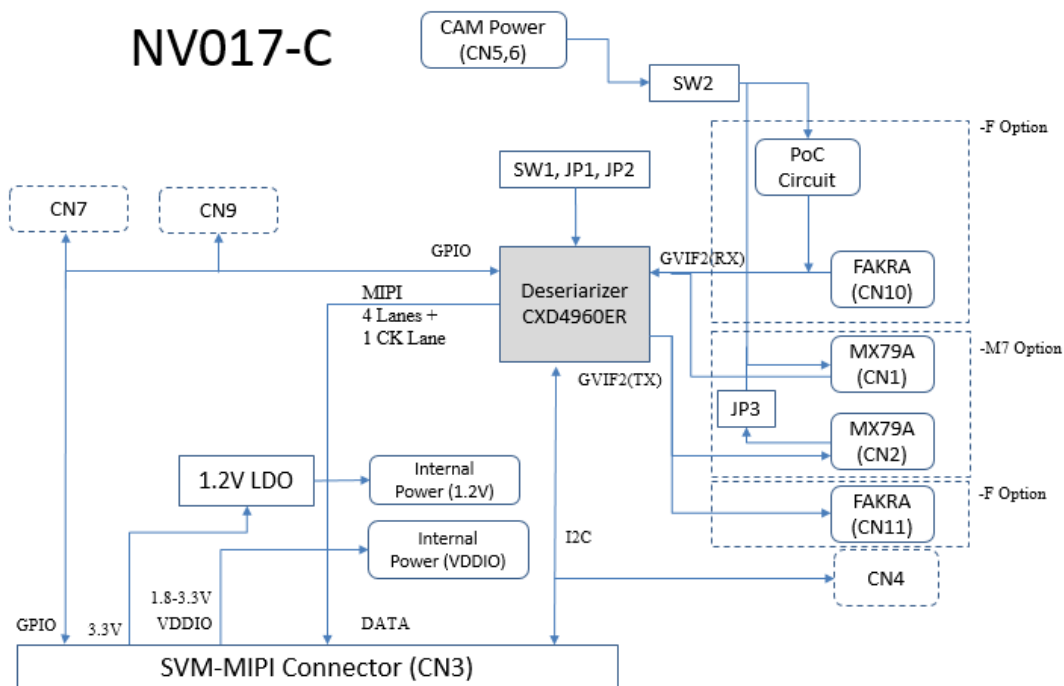 NV017-C
CAM Power
(CN5,6)
SW2
-F Option
PoC
Circuit
SW1, JP1, JP2
CN7
CN9
GPIO
GVIF2(RX)
FAKRA
(CN10)
Deseriarizer
CXD4960ER
MIPI
4 Lanes +
1 CK Lane
-M7 Option
MX79A
(CN1)
GVIF2(TX)
JP3
MX79A
(CN2)
1.2V LDO
Internal
Power (1.2V)
-F Option
FAKRA
(CN11)
Internal
Power (VDDIO)
I2C
CN4
1.8-3.3V
VDDIO
GPIO
3.3V
DATA
SVM-MIPI Connector (CN3)